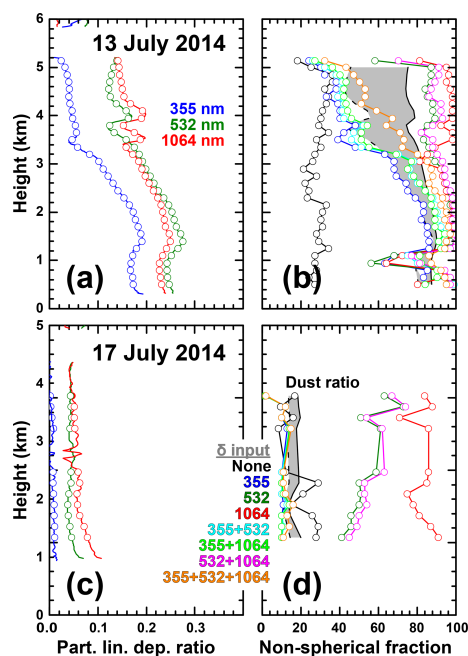 13 July 2014
355 nm
532 nm
1064 nm
(a)
(b)
Height (km)
6
5
4
3
2
1
0
17 July 2014
Dust ratio
δ input
None
355
532
1064
355+532
355+1064
532+1064
355+532+1064
(c)
(d)
Height (km)
5
4
3
2
1
0
0.0 0.1 0.2 0.3 0.4
0 20 40 60 80 100
Part. lin. dep. ratio
Non-spherical fraction